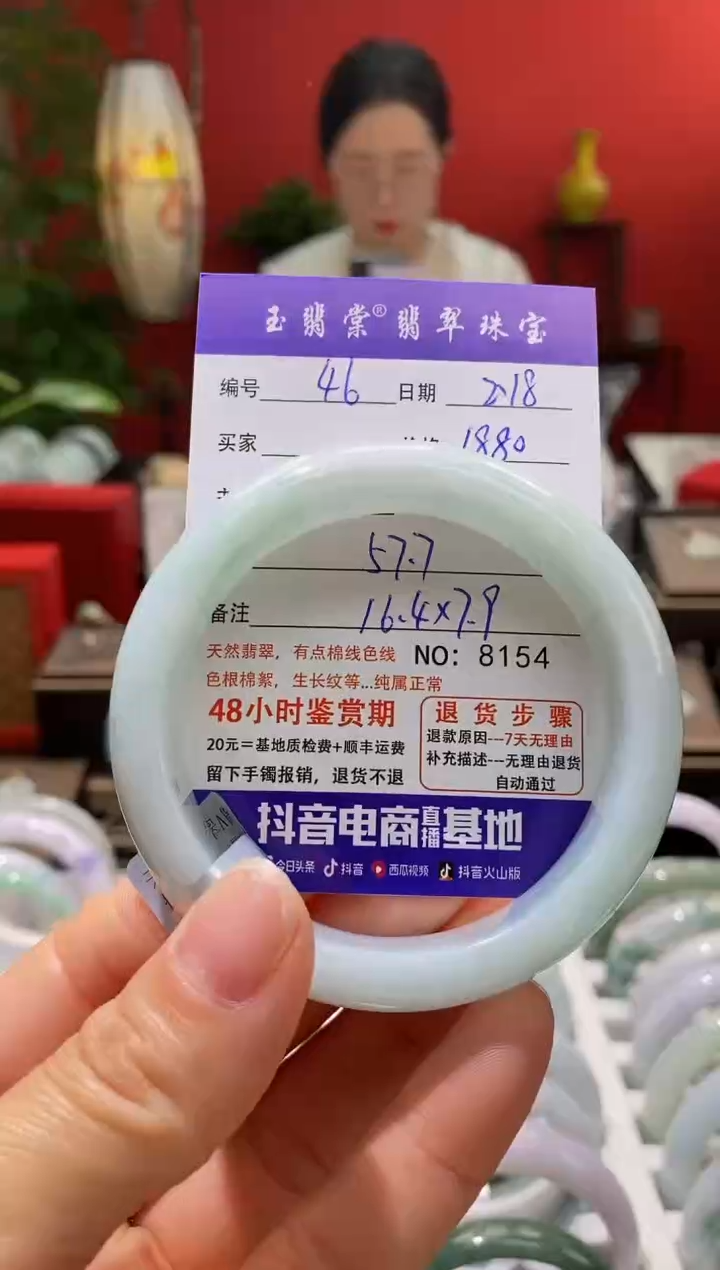 玉翡棠®翡翠珠宝
编号 46 日期 2.18
买家 1880
57.7
备注 16.4×7.9
天然翡翠，有点棉线色线 NO: 8154
色根棉絮，生长纹等...纯属正常
48小时鉴赏期
20元=基地质检费+顺丰运费
留下手镯报销，退货不退
退货步骤
退款原因---7天无理由
补充描述---无理由退货
自动通过
抖音电商直播基地
今日头条 抖音 西瓜视频 抖音火山版